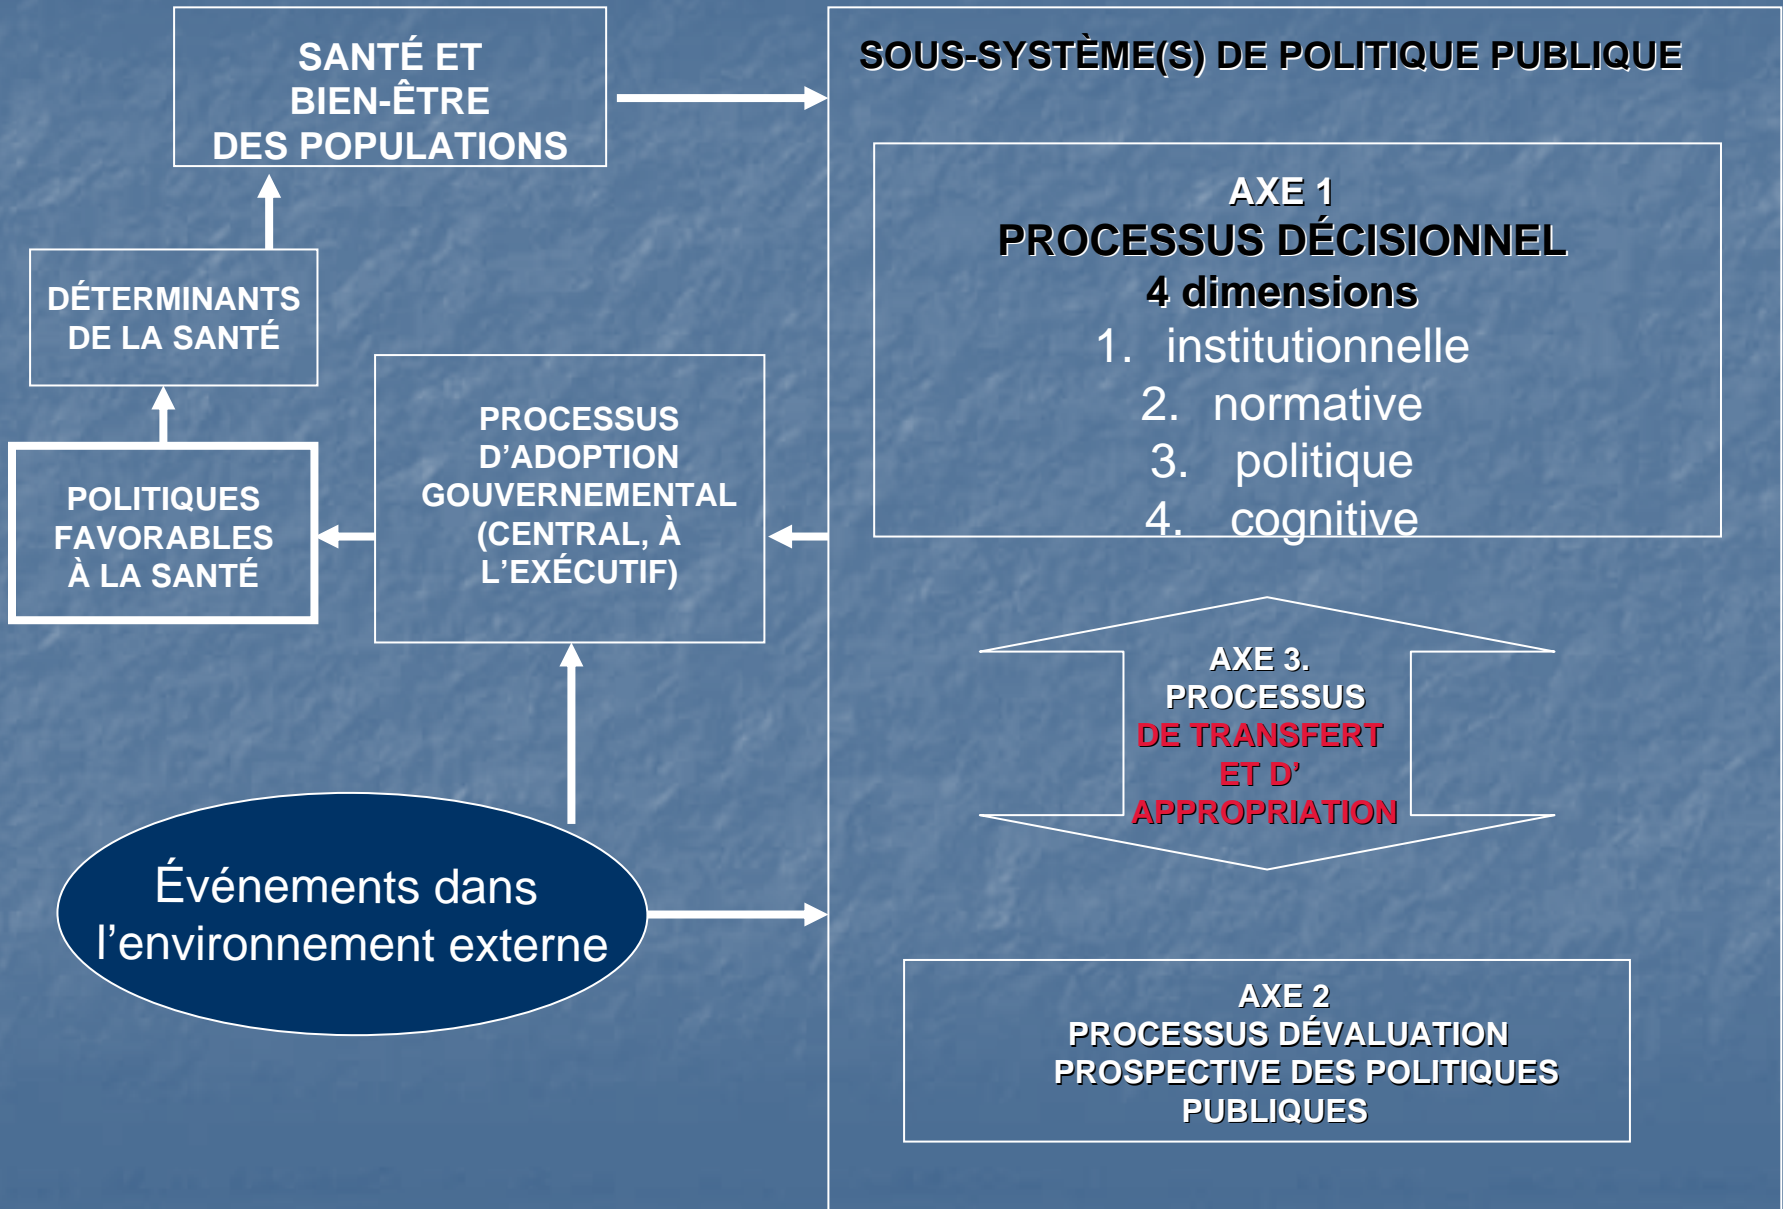 SANTÉ ET
BIEN-ÊTRE
DES POPULATIONS
DÉTERMINANTS
DE LA SANTÉ
POLITIQUES
FAVORABLES
À LA SANTÉ
PROCESSUS
D’ADOPTION
GOUVERNEMENTAL
(CENTRAL, À
L’EXÉCUTIF)
Événements dans
l’environnement externe
SOUS-SYSTÈME(S) DE POLITIQUE PUBLIQUE
AXE 1
PROCESSUS DÉCISIONNEL
4 dimensions
1. institutionnelle
2. normative
3. politique
4. cognitive
AXE 3.
PROCESSUS
DE TRANSFERT
ET D’
APPROPRIATION
AXE 2
PROCESSUS DÉVALUATION
PROSPECTIVE DES POLITIQUES
PUBLIQUES